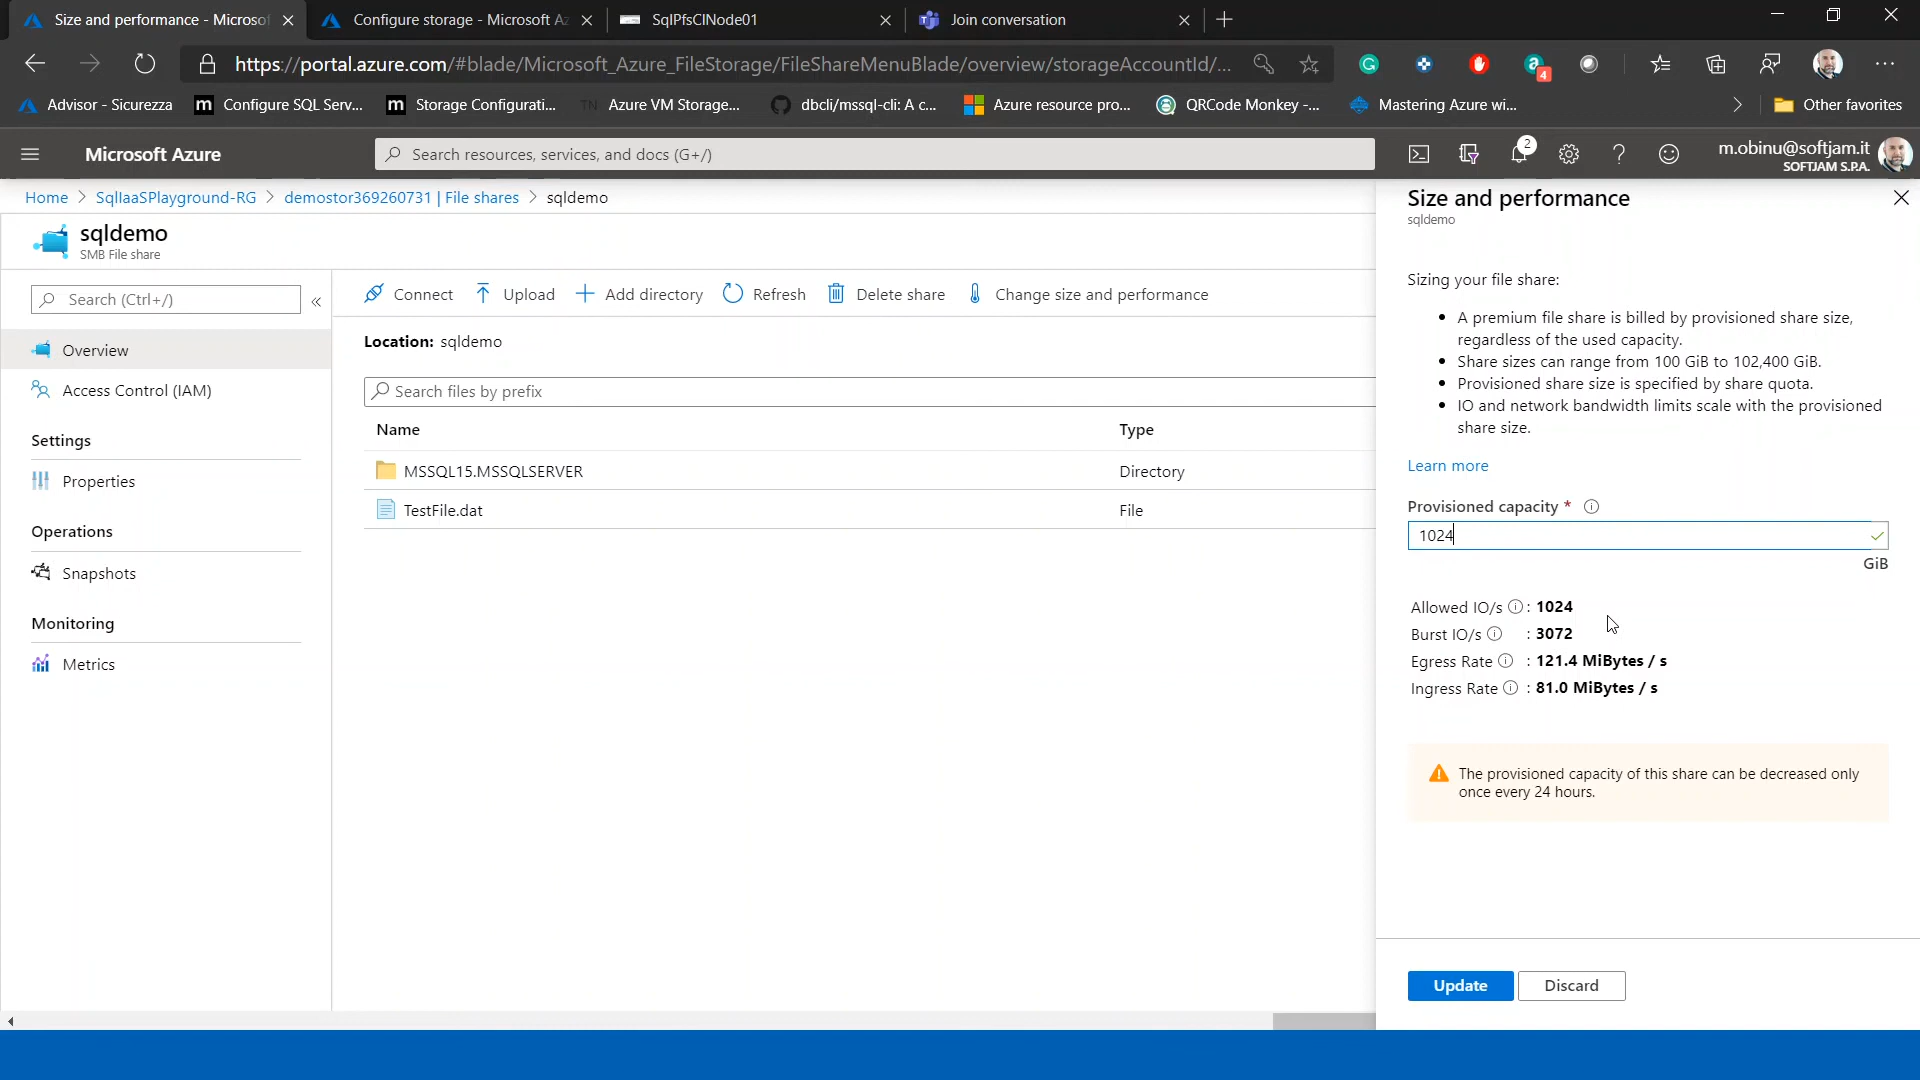 Size and performance - Microsof
Configure storage - Microsoft Az
SqlPfsClNode01
Join conversation
https://portal.azure.com/#blade/Microsoft_Azure_FileStorage/FileShareMenuBlade/overview/storageAccountId/...
4
Advisor - Sicurezza
m
Configure SQL Serv...
m
Storage Configurati...
TN
Azure VM Storage...
dbcli/mssql-cli: A c...
Azure resource pro...
QRCode Monkey -...
Mastering Azure wi...
Other favorites
Microsoft Azure
Search resources, services, and docs (G+/)
2
m.obinu@softjam.it
SOFTJAM S.P.A.
Home > SqlIaaSPlayground-RG > demostor369260731 | File shares > sqldemo
sqldemo
SMB File share
Search (Ctrl+/)
Overview
Access Control (IAM)
Settings
Properties
Operations
Snapshots
Monitoring
Metrics
Connect
Upload
Add directory
Refresh
Delete share
Change size and performance
Location: sqldemo
Search files by prefix
Name Type
MSSQL15.MSSQLSERVER Directory
TestFile.dat File
Size and performance
sqldemo
Sizing your file share:
• A premium file share is billed by provisioned share size,
regardless of the used capacity.
• Share sizes can range from 100 GiB to 102,400 GiB.
• Provisioned share size is specified by share quota.
• IO and network bandwidth limits scale with the provisioned
share size.
Learn more
Provisioned capacity *
1024
GiB
Allowed IO/s : 1024
Burst IO/s : 3072
Egress Rate : 121.4 MiBytes / s
Ingress Rate : 81.0 MiBytes / s
The provisioned capacity of this share can be decreased only
once every 24 hours.
Update
Discard